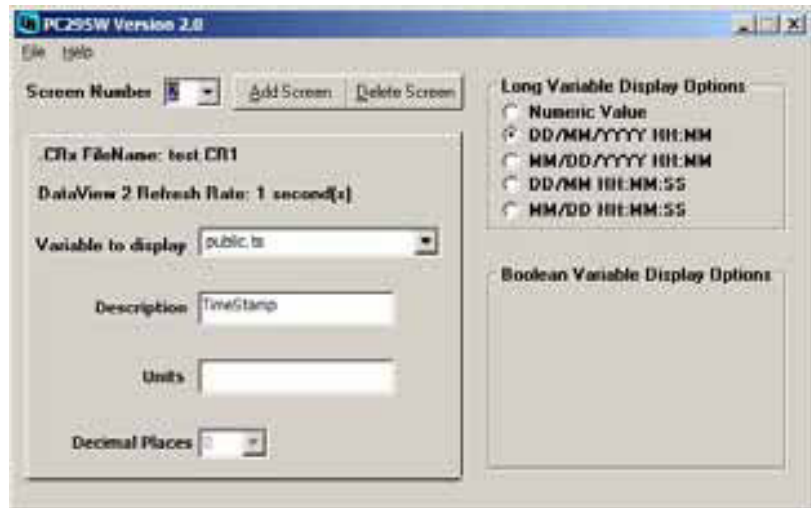 PC295W Version 2.0
File Help
Screen Number
Add Screen Delete Screen
.CRx FileName: test.CR1
DataView 2 Refresh Rate: 1 second(s)
Variable to display public.ts
Description TimeStamp
Units
Decimal Places
Long Variable Display Options
Numeric Value
DD/MM/YYYY HH:MM
MM/DD/YYYY HH:MM
DD/MM HH:MM:SS
MM/DD HH:MM:SS
Boolean Variable Display Options